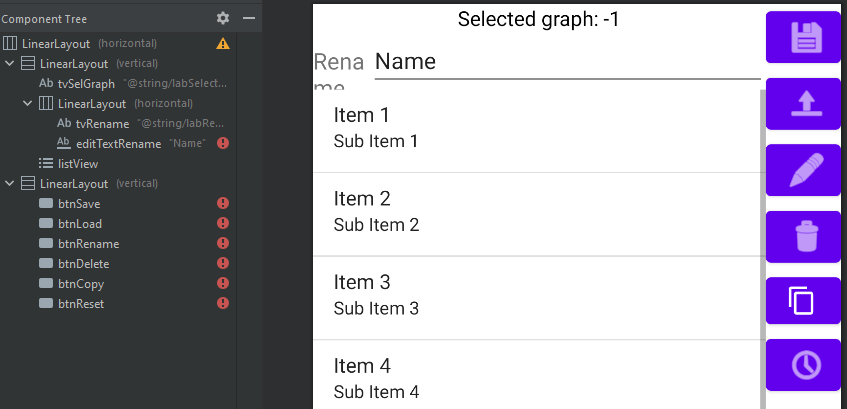 Component Tree
LinearLayout (horizontal)
LinearLayout (vertical)
Ab tvSelGraph "@string/labSelect...
LinearLayout (horizontal)
Ab tvRename "@string/labRe...
Ab editTextRename "Name"
listView
LinearLayout (vertical)
btnSave
btnLoad
btnRename
btnDelete
btnCopy
btnReset
Selected graph: -1
Rena
me
Name
Item 1
Sub Item 1
Item 2
Sub Item 2
Item 3
Sub Item 3
Item 4
Sub Item 4